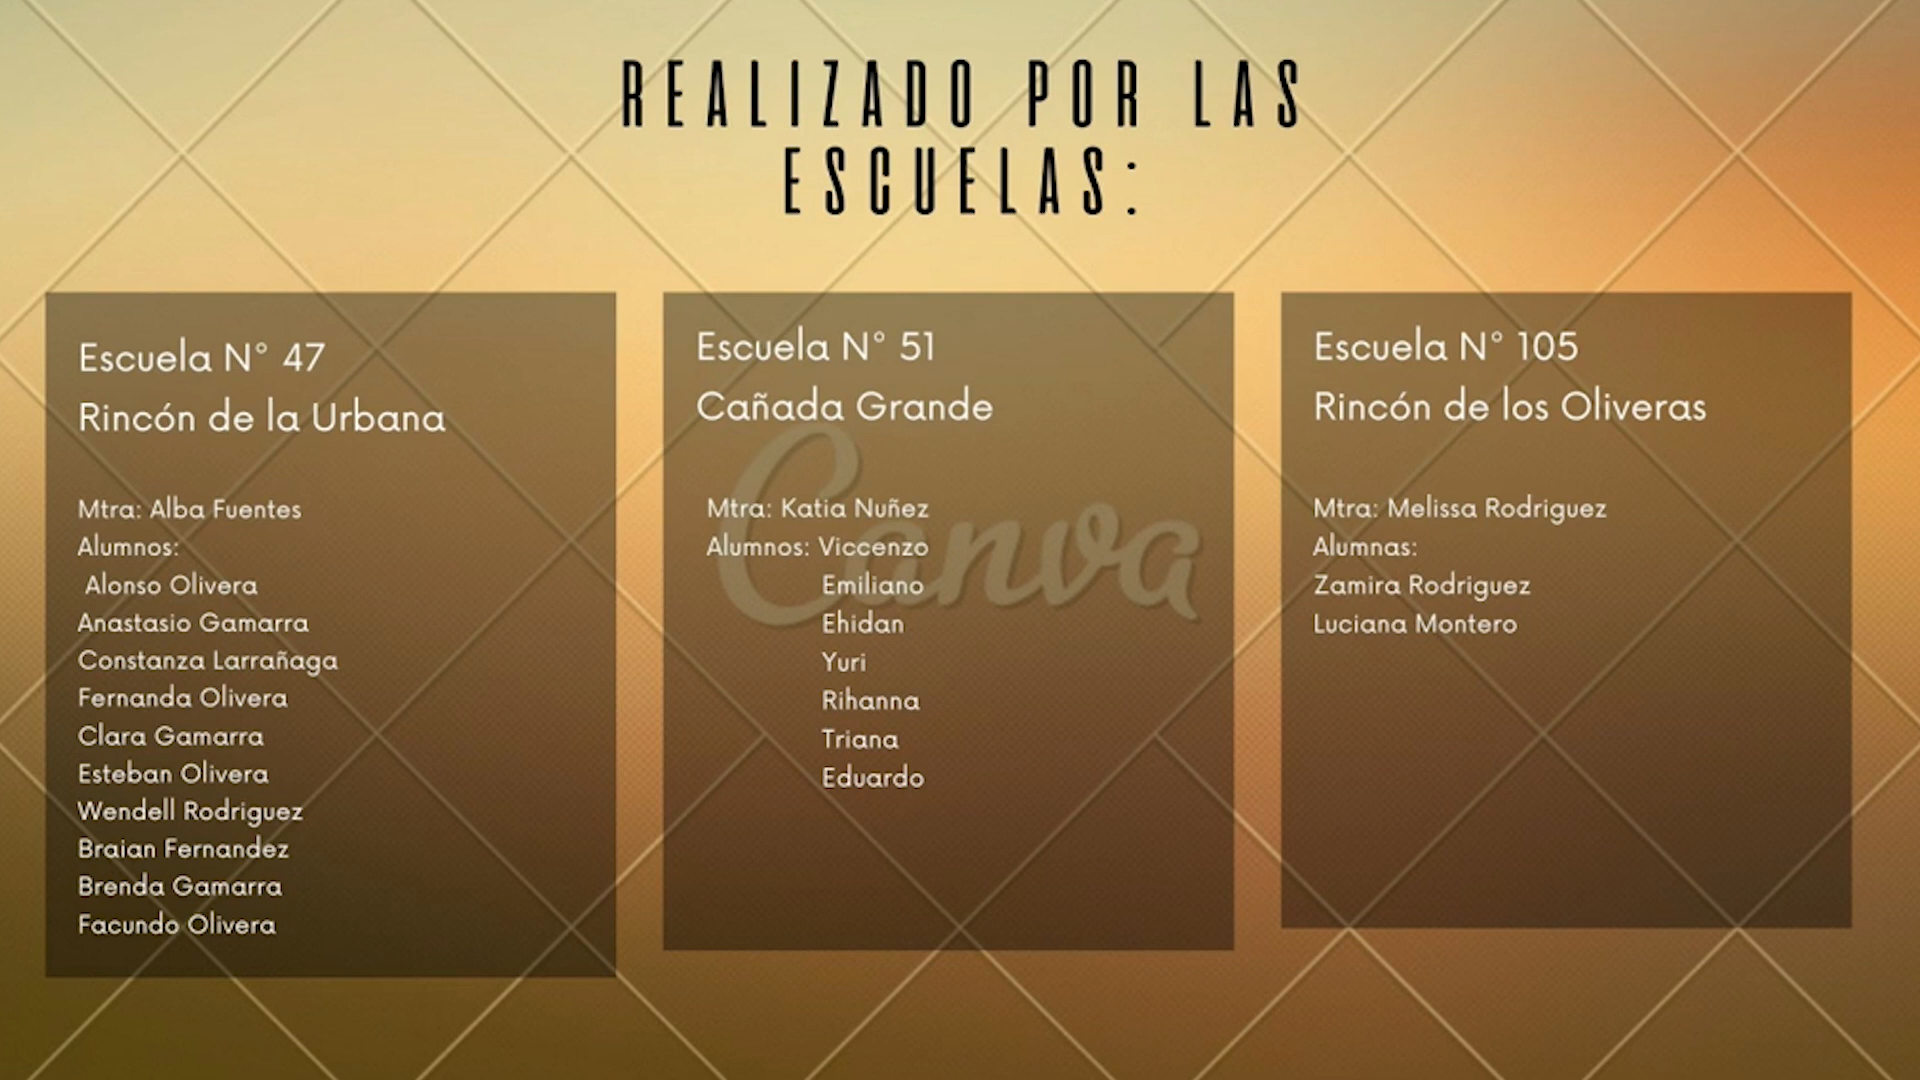 REALIZADO POR LAS
ESCUELAS:
Escuela N° 47
Rincón de la Urbana
Mtra: Alba Fuentes
Alumnos:
Alonso Olivera
Anastasio Gamarra
Constanza Larrañaga
Fernanda Olivera
Clara Gamarra
Esteban Olivera
Wendell Rodriguez
Braian Fernandez
Brenda Gamarra
Facundo Olivera
Escuela N° 51
Cañada Grande
Mtra: Katia Nuñez
Alumnos: Viccenzo
Emiliano
Ehidan
Yuri
Rihanna
Triana
Eduardo
Canva
Escuela N° 105
Rincón de los Oliveras
Mtra: Melissa Rodriguez
Alumnas:
Zamira Rodriguez
Luciana Montero